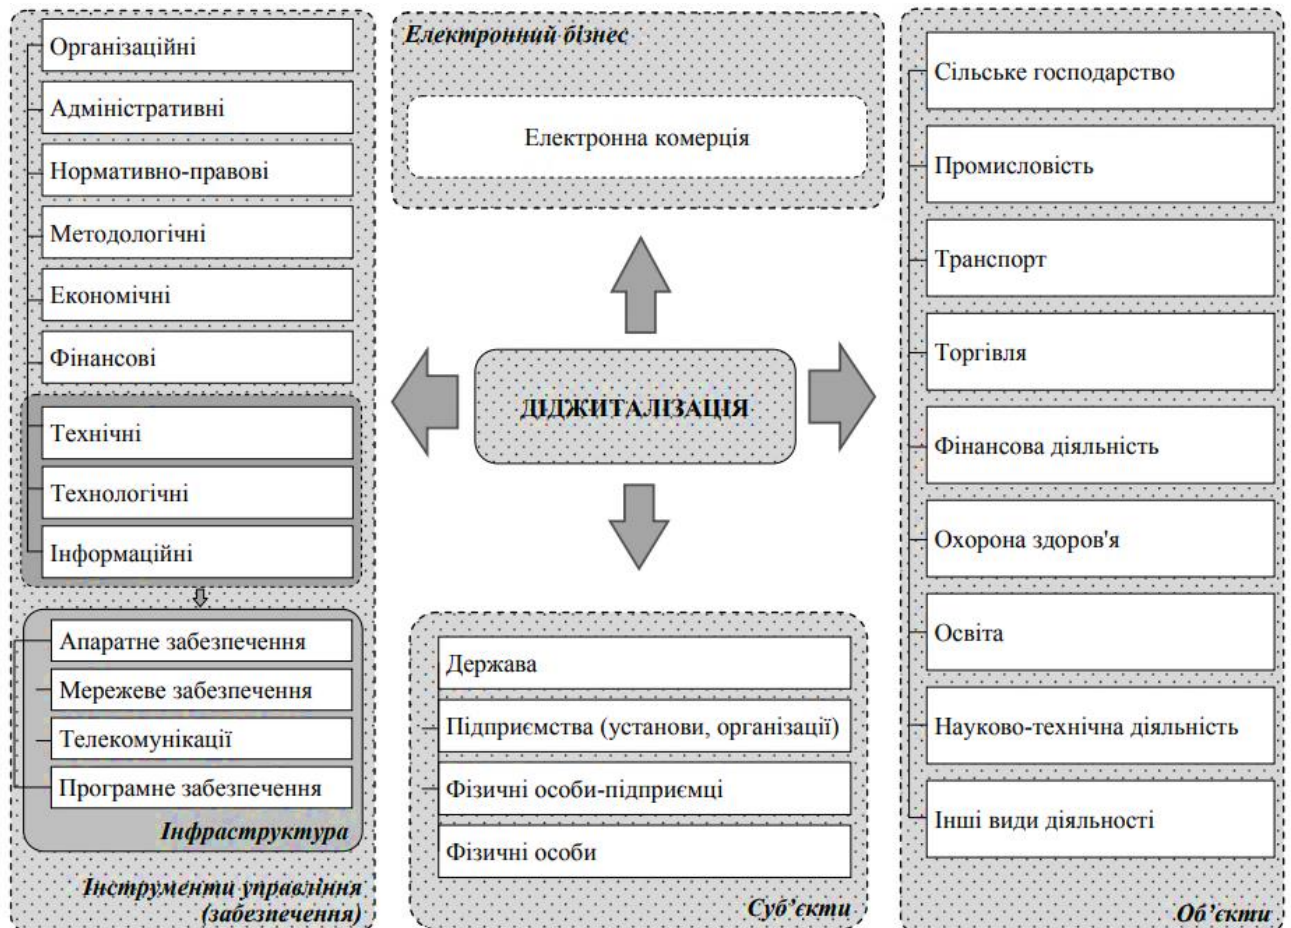 Організаційні
Адміністративні
Нормативно-правові
Методологічні
Економічні
Фінансові
Технічні
Технологічні
Інформаційні
Апаратне забезпечення
Мережеве забезпечення
Телекомунікації
Програмне забезпечення
Інфраструктура
Інструменти управління
(забезпечення)
Електронний бізнес
Електронна комерція
ДІДЖИТАЛІЗАЦІЯ
Держава
Підприємства (установи, організації)
Фізичні особи-підприємці
Фізичні особи
Суб’єкти
Сільське господарство
Промисловість
Транспорт
Торгівля
Фінансова діяльність
Охорона здоров'я
Освіта
Науково-технічна діяльність
Інші види діяльності
Об’єкти